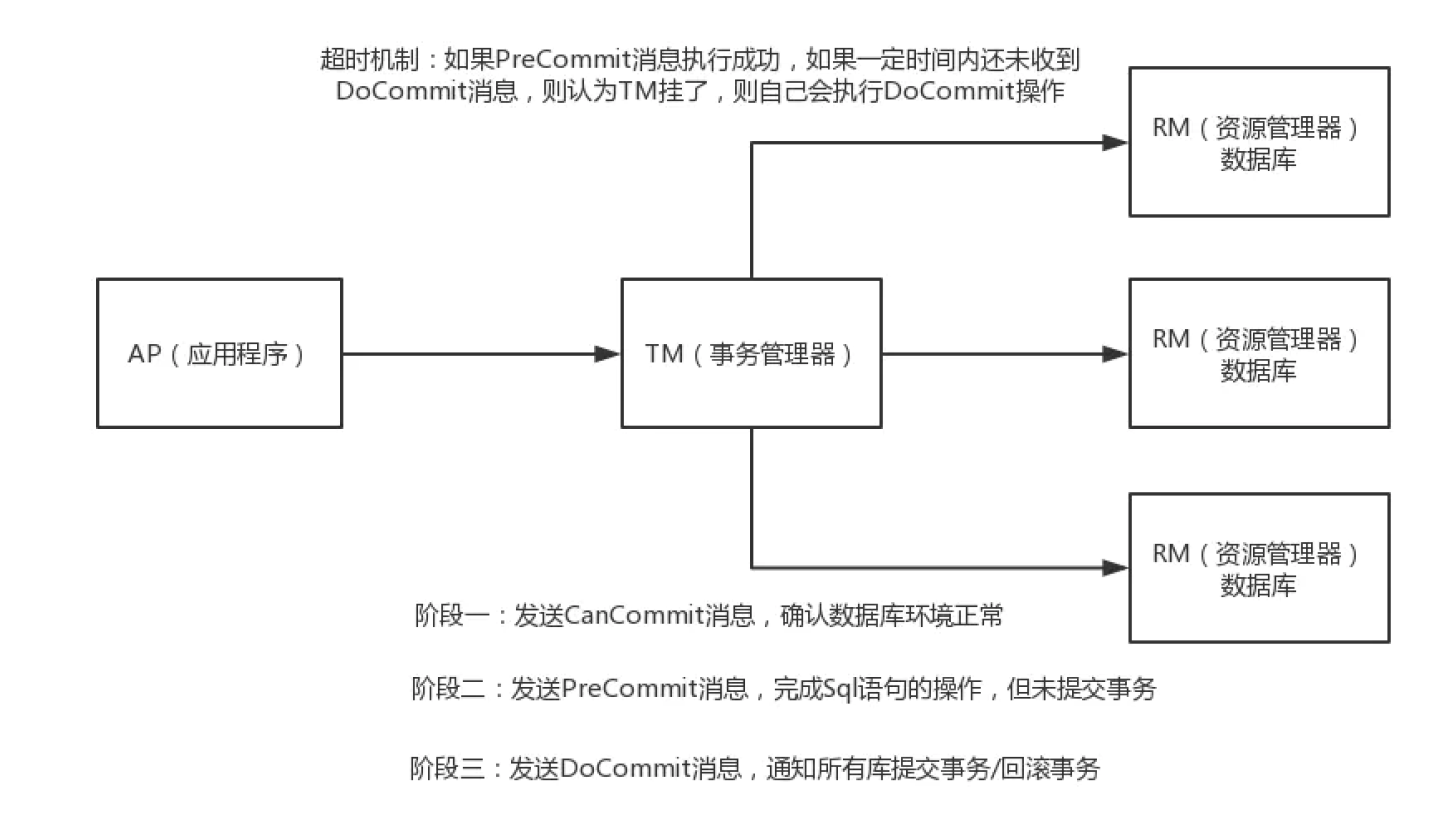 超时机制：如果PreCommit消息执行成功，如果一定时间内还未收到
DoCommit消息，则认为TM挂了，则自己会执行DoCommit操作
RM（资源管理器）
数据库
AP（应用程序）
TM（事务管理器）
RM（资源管理器）
数据库
RM（资源管理器）
数据库
阶段一：发送CanCommit消息，确认数据库环境正常
阶段二：发送PreCommit消息，完成Sql语句的操作，但未提交事务
阶段三：发送DoCommit消息，通知所有库提交事务/回滚事务